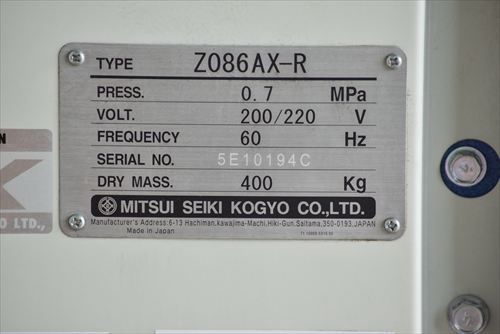 TYPE Z086AX-R
PRESS. 0.7 MPa
VOLT. 200/220 V
FREQUENCY 60 Hz
SERIAL NO. 5E10194C
DRY MASS. 400 Kg
MITSUI SEIKI KOGYO CO.,LTD.
Manufacturer's Address:6-13 Hachiman,kawajima-Machi,Hiki-Gun,Saitama,350-0193,JAPAN
Made in Japan
N
K
O LTD.,